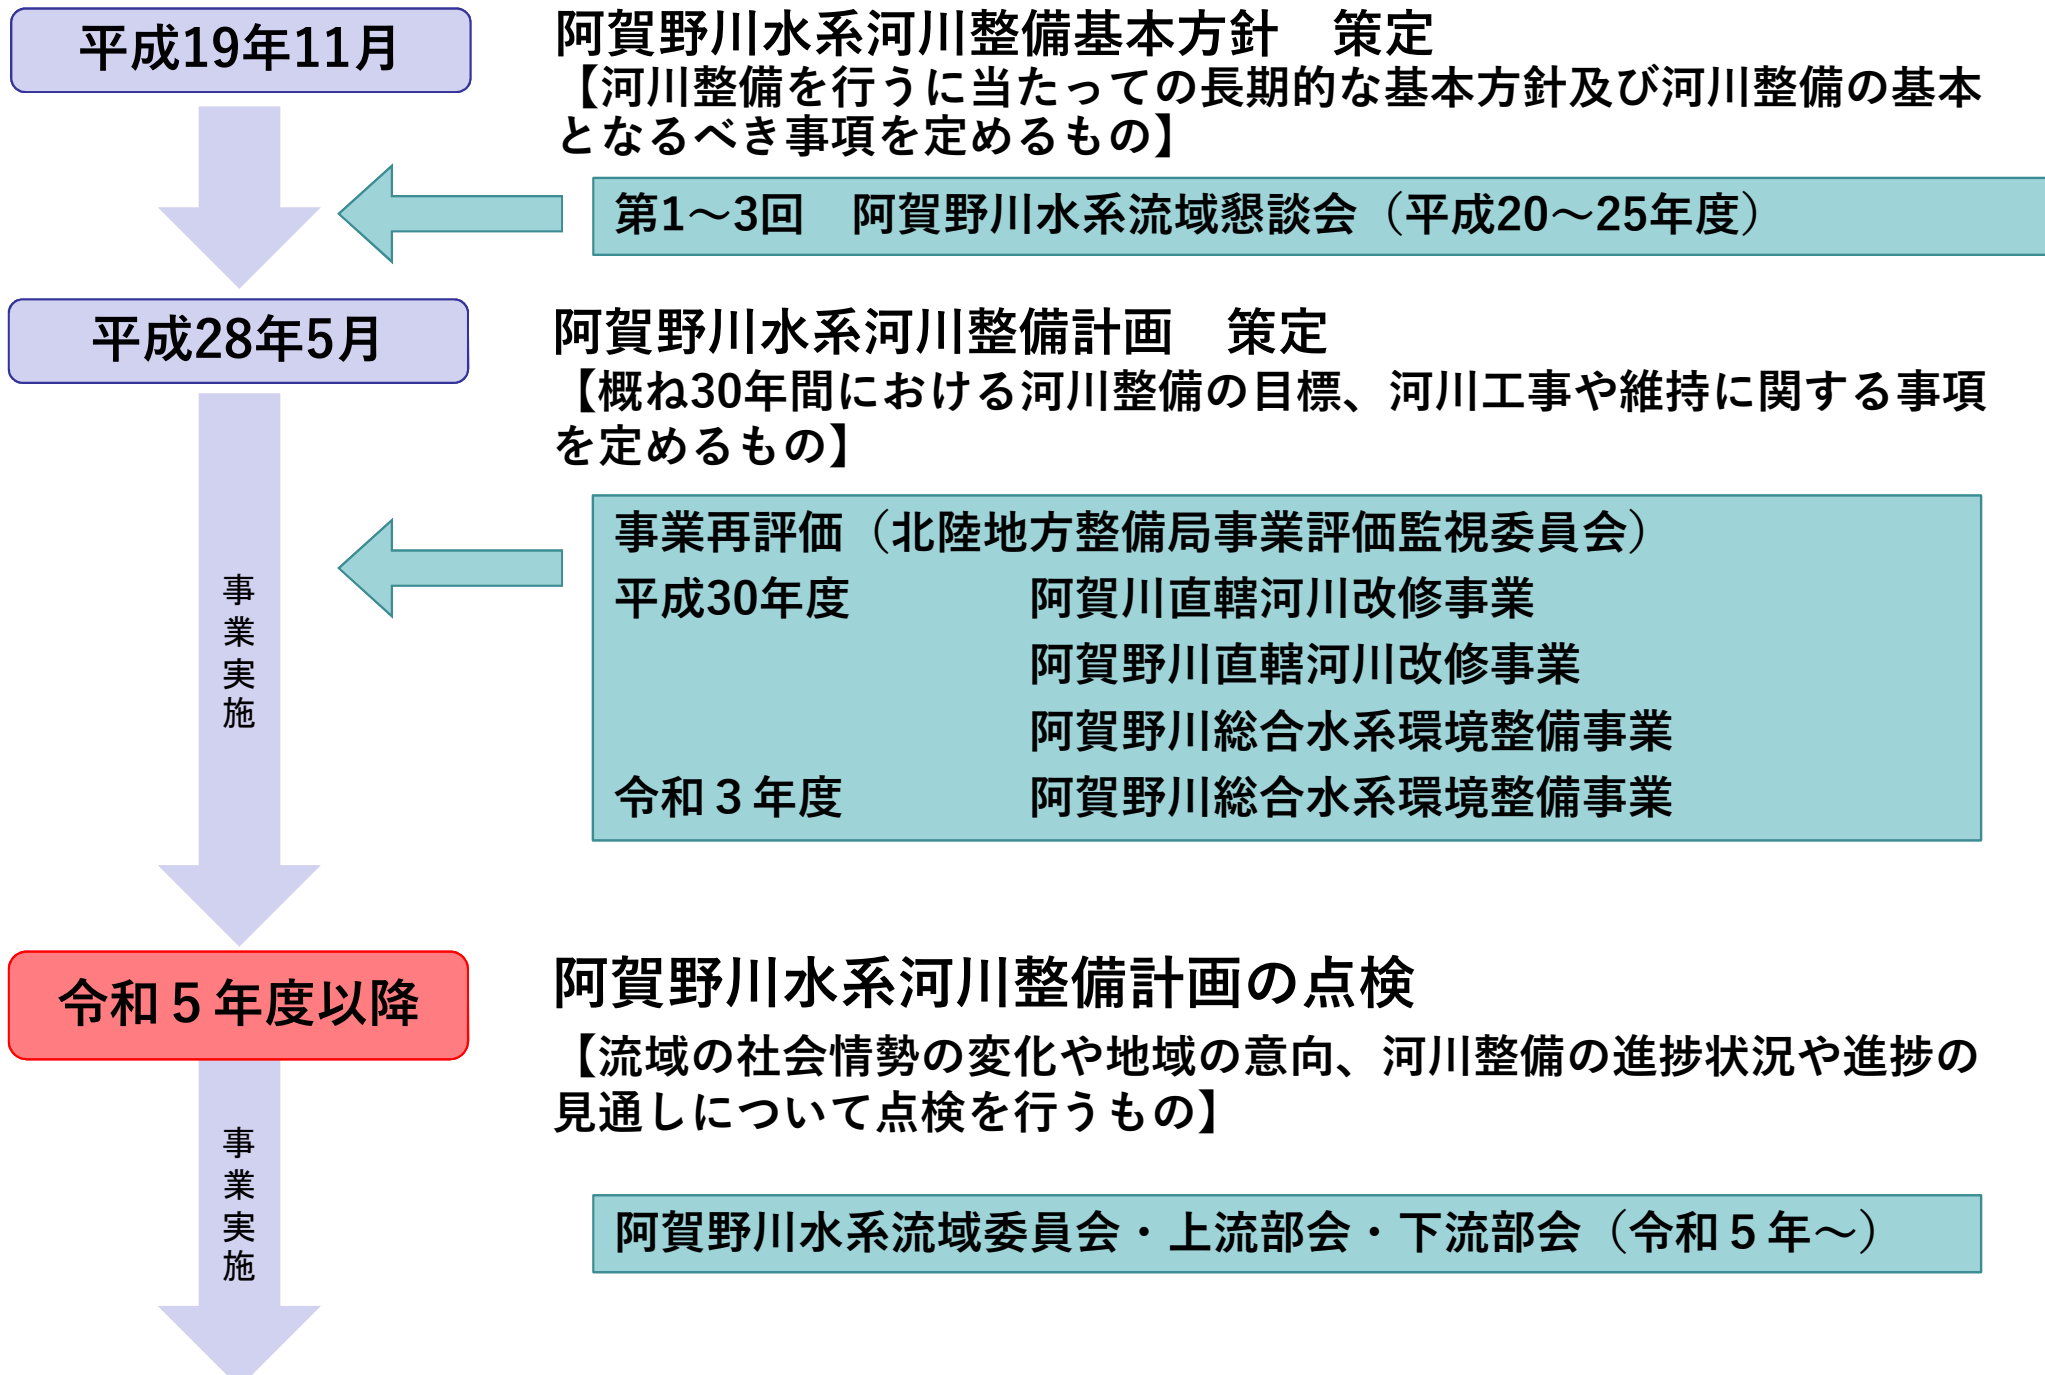 平成19年11月
阿賀野川水系河川整備基本方針　策定
【河川整備を行うに当たっての長期的な基本方針及び河川整備の基本
となるべき事項を定めるもの】
第1～3回　阿賀野川水系流域懇談会（平成20～25年度）
平成28年5月
阿賀野川水系河川整備計画　策定
【概ね30年間における河川整備の目標、河川工事や維持に関する事項
を定めるもの】
事業実施
事業再評価（北陸地方整備局事業評価監視委員会）
平成30年度　阿賀川直轄河川改修事業
阿賀野川直轄河川改修事業
阿賀野川総合水系環境整備事業
令和３年度　阿賀野川総合水系環境整備事業
令和５年度以降
阿賀野川水系河川整備計画の点検
【流域の社会情勢の変化や地域の意向、河川整備の進捗状況や進捗の
見通しについて点検を行うもの】
事業実施
阿賀野川水系流域委員会・上流部会・下流部会（令和５年～）